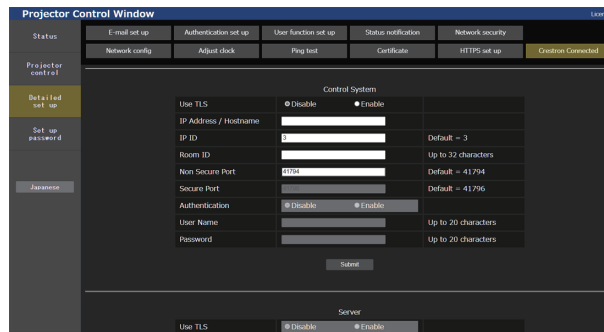 Projector Control Window
Licen
Status
E-mail set up
Authentication set up
User function set up
Status notification
Network security
Network config
Adjust clock
Ping test
Certificate
HTTPS set up
Crestron Connected
Projector
control
Detailed
set up
Set up
password
Japanese
Control System
Use TLS Disable Enable
IP Address / Hostname
IP ID 3 Default = 3
Room ID Up to 32 characters
Non Secure Port 41794 Default = 41794
Secure Port Default = 41796
Authentication Disable Enable
User Name Up to 20 characters
Password Up to 20 characters
Submit
Server
Use TLS Disable Enable